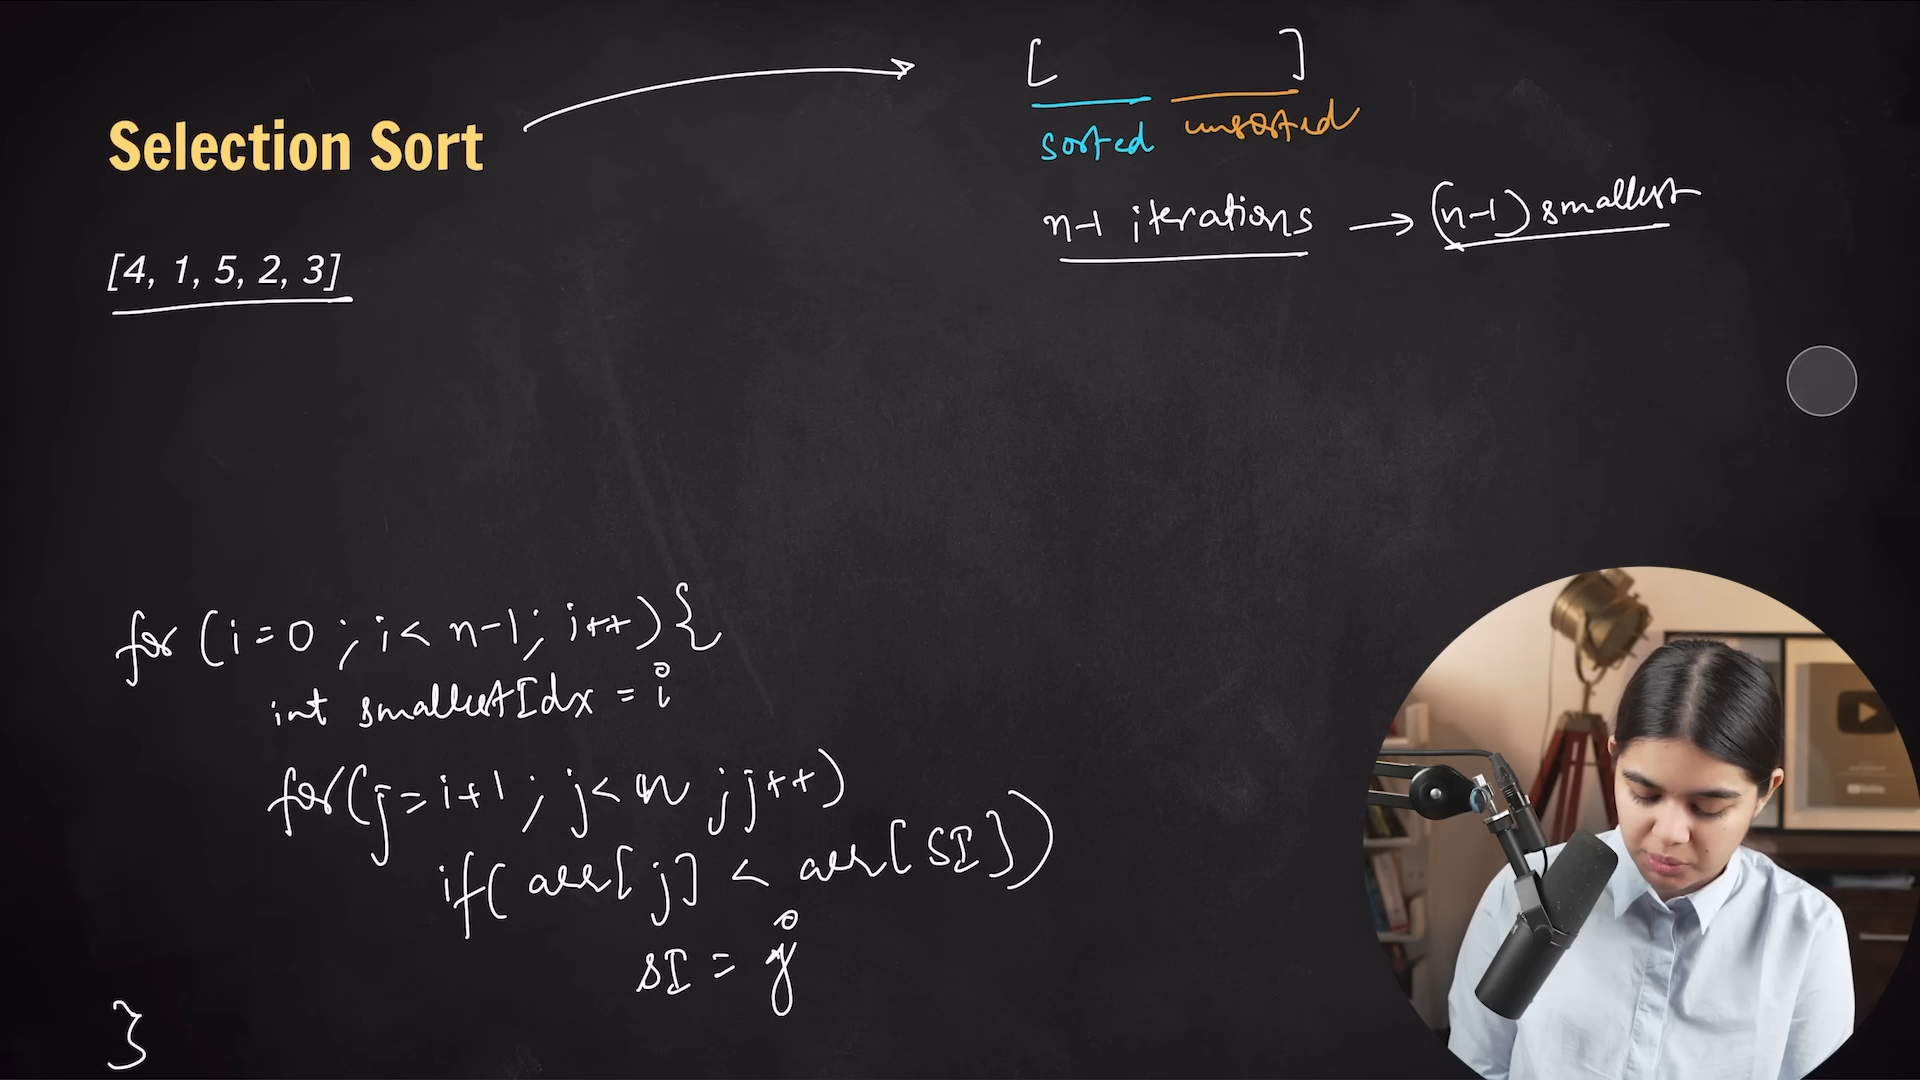 [ ]
Selection Sort
sorted unsorted
n-1 iterations → (n-1) smallest
[4, 1, 5, 2, 3]
for (i=0 ; i< n-1; i++) {
int smallestIdx = i
for(j=i+1 ; j<n ; j++)
if( arr[j] < arr[SI])
SI = j
}